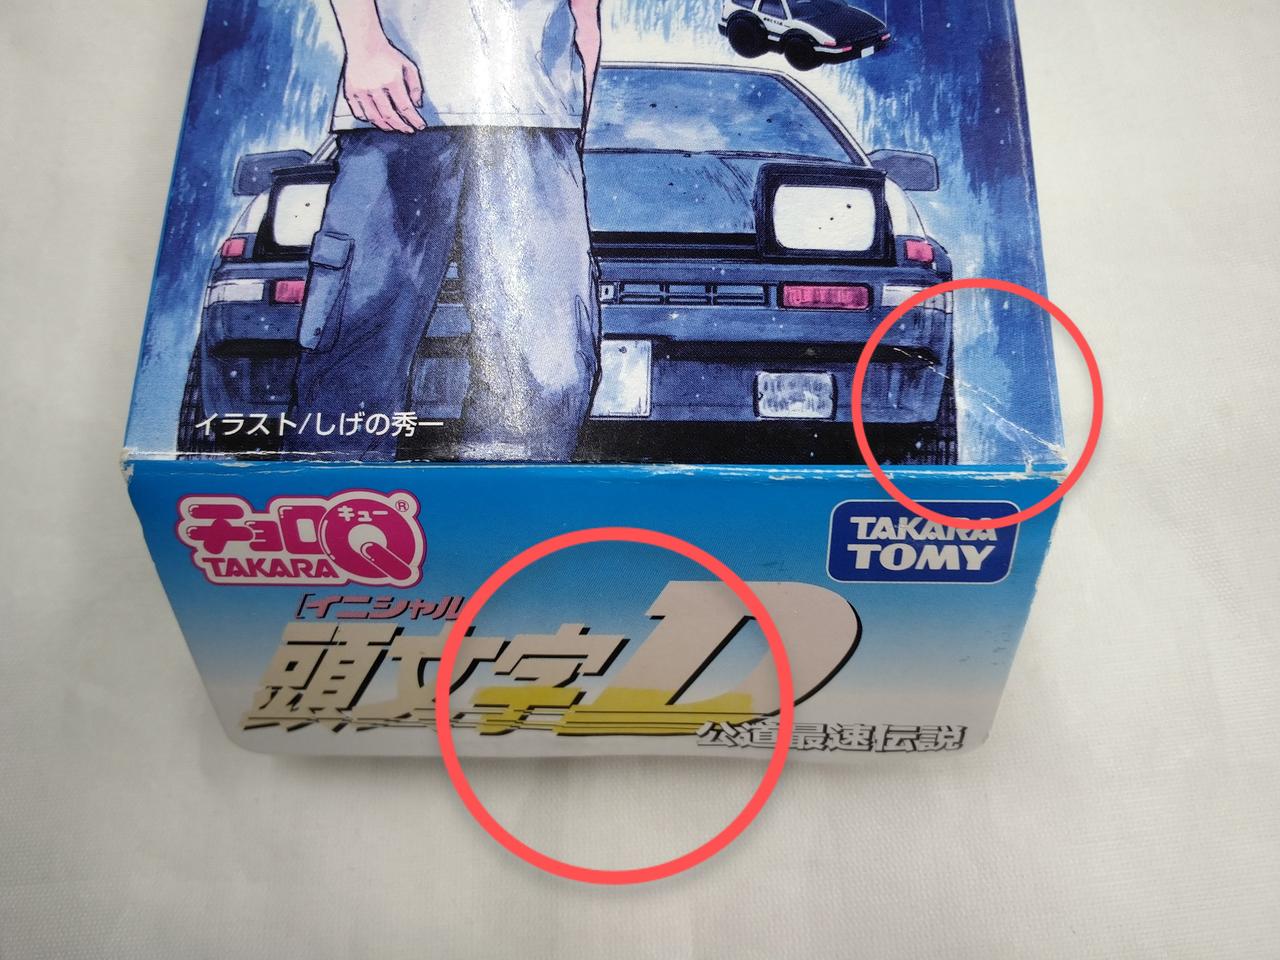 イラスト/しげの秀一
チョロQ
キュー
®
TAKARA
TAKARA
TOMY
[イニシャル
頭文字D
公道最速伝説